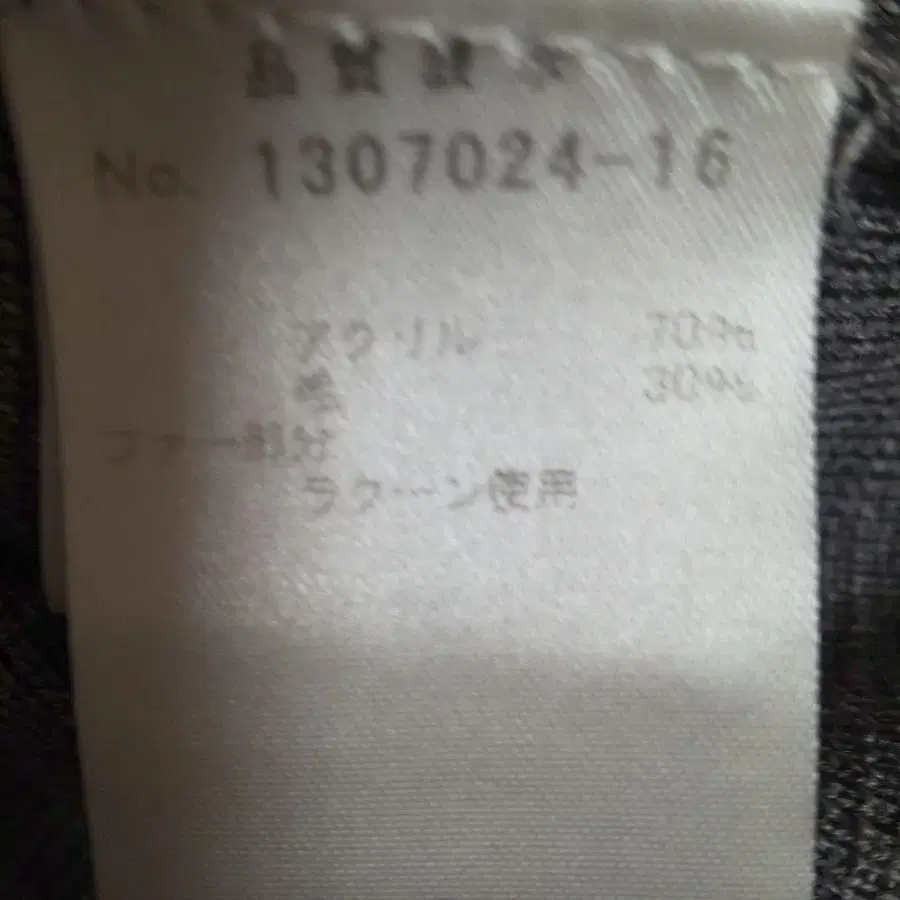 品質表示
No. 1307024-16
アクリル 70%
毛 30%
ファー部分
ラクーン使用